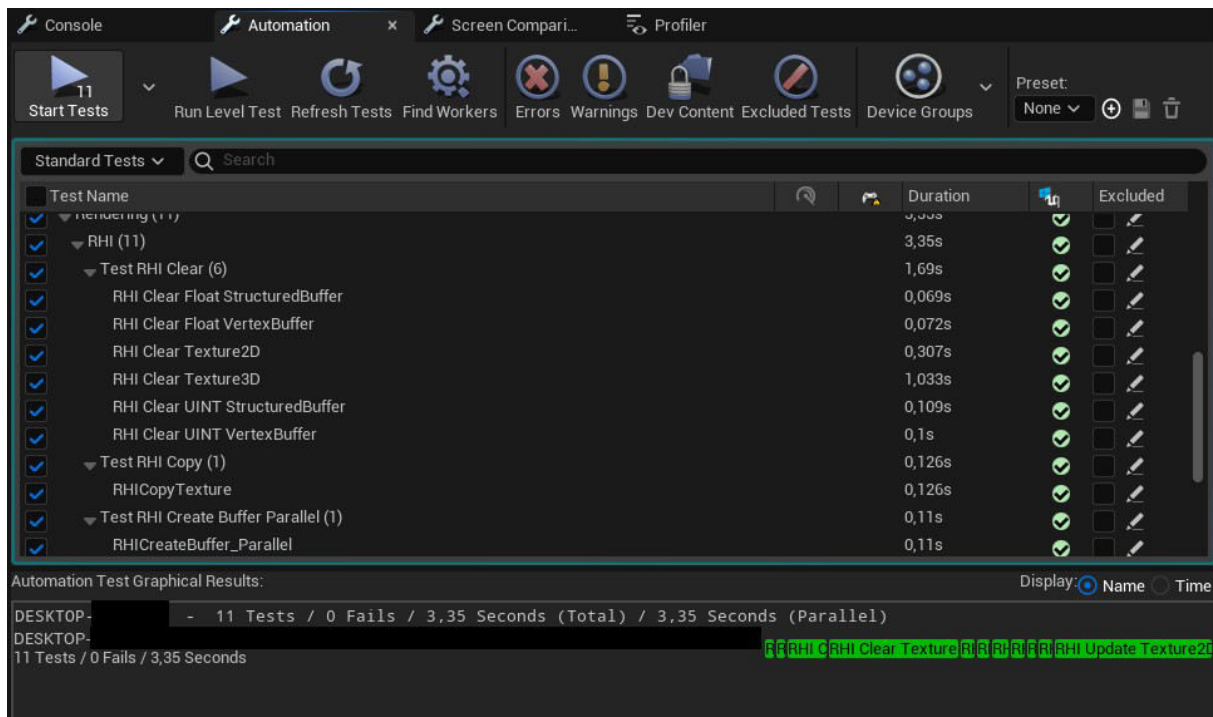 Console Automation × Screen Compari... Profiler
11
Start Tests Run Level Test Refresh Tests Find Workers Errors Warnings Dev Content Excluded Tests Device Groups
Preset:
None
Standard Tests Search
Test Name Duration Excluded
Rendering (11) 3,35s
RHI (11) 3,35s
Test RHI Clear (6) 1,69s
RHI Clear Float StructuredBuffer 0,069s
RHI Clear Float VertexBuffer 0,072s
RHI Clear Texture2D 0,307s
RHI Clear Texture3D 1,033s
RHI Clear UINT StructuredBuffer 0,109s
RHI Clear UINT VertexBuffer 0,1s
Test RHI Copy (1) 0,126s
RHICopyTexture 0,126s
Test RHI Create Buffer Parallel (1) 0,11s
RHICreateBuffer_Parallel 0,11s
Automation Test Graphical Results: Display: Name Time
DESKTOP- - 11 Tests / 0 Fails / 3,35 Seconds (Total) / 3,35 Seconds (Parallel)
DESKTOP-
11 Tests / 0 Fails / 3,35 Seconds
RHI C RHI Clear Texture RHI Update Texture2D